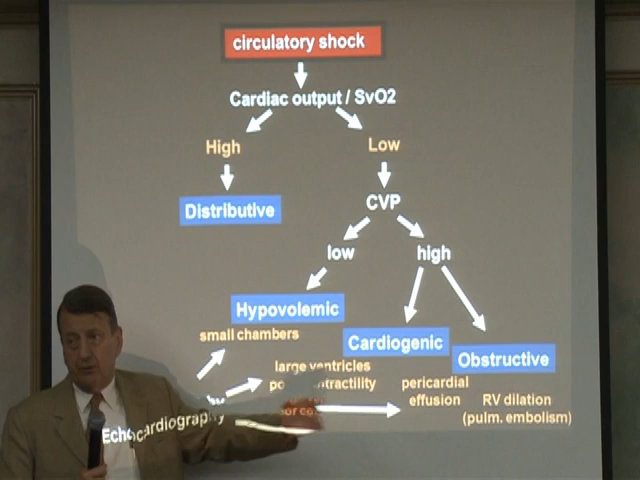 circulatory shock
Cardiac output / SvO2
High
Low
Distributive
CVP
low
high
Hypovolemic
Cardiogenic
Obstructive
small chambers
large ventricles
pericardial
effusion
RV dilation
(pulm. embolism)
Echocardiography